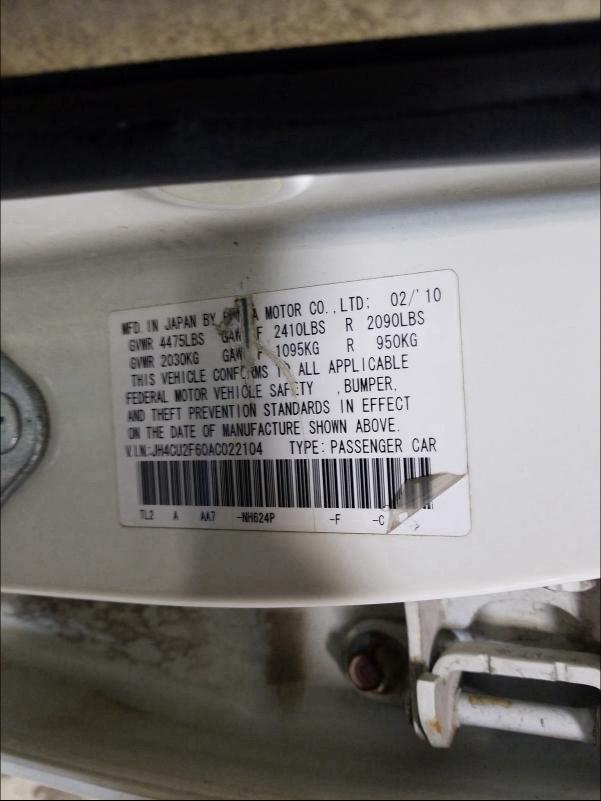 MFD. IN JAPAN BY MOTOR CO., LTD: 02/'10
GVWR 4475LBS F 2410LBS R 2090LBS
GVWR 2030KG F 1095KG R 950KG
THIS VEHICLE ALL APPLICABLE
FEDERAL MOTOR VEHICLE SAFETY , BUMPER,
AND THEFT PREVENTION STANDARDS IN EFFECT
ON THE DATE OF MANUFACTURE SHOWN ABOVE.
V.I.N:JH4CU2F60AC022104 TYPE: PASSENGER CAR
TL2 A AA7 -NH624P -F -C